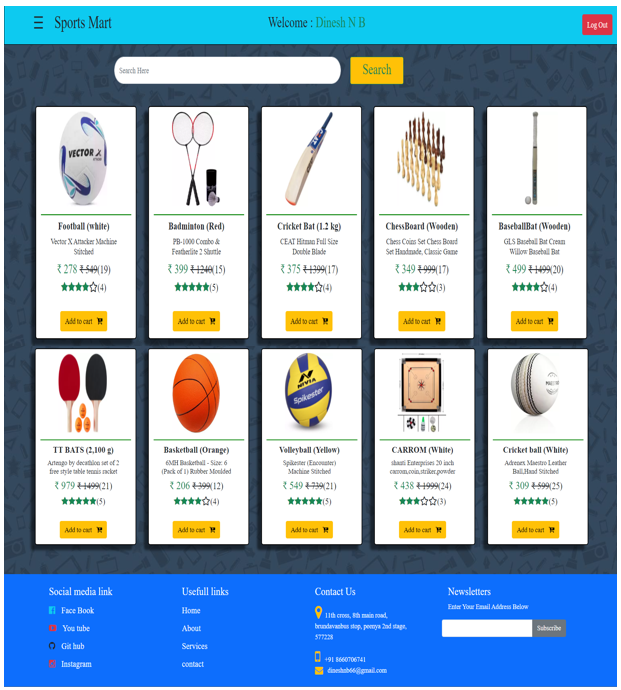 Sports Mart
Welcome : Dinesh N B
Log Out
Search Here
Search
VECTOR X
Football (white)
Vector X Attacker Machine
Stitched
₹ 278 ₹ 549(19)
(4)
Add to cart
Badminton (Red)
PB-1000 Combo &
Featherlite 2 Shuttle
₹ 399 ₹ 1240(15)
(5)
Add to cart
Cricket Bat (1.2 kg)
CEAT Hitman Full Size
Double Blade
₹ 375 ₹ 1399(17)
(4)
Add to cart
ChessBoard (Wooden)
Chess Coins Set Chess Board
Set Handmade, Classic Game
₹ 349 ₹ 999(17)
(3)
Add to cart
BaseballBat (Wooden)
GLS Baseball Bat Cream
Willow Baseball Bat
₹ 499 ₹ 1499(20)
(4)
Add to cart
TT BATS (2,100 g)
Artengo by decathlon set of 2
free style table tennis racket
₹ 979 ₹ 1499(21)
(5)
Add to cart
Basketball (Orange)
6MH Basketball - Size: 6
(Pack of 1) Rubber Moulded
₹ 206 ₹ 399(12)
(4)
Add to cart
NIVIA
Spikester
Volleyball (Yellow)
Spikester (Encounter)
Machine Stitched
₹ 549 ₹ 739(21)
(5)
Add to cart
CARROM (White)
shanti Enterprises 20 inch
carrom,coin,striker,powder
₹ 438 ₹ 1999(24)
(3)
Add to cart
Cricket ball (White)
Adrenex Maestro Leather
Ball,Hand Stitched
₹ 309 ₹ 599(25)
(5)
Add to cart
Social media link
Face Book
You tube
Git hub
Instagram
Usefull links
Home
About
Services
contact
Contact Us
11th cross, 8th main road,
brundavanbus stop, peenya 2nd stage,
577228
+91 8660706741
dineshnb66@gmail.com
Newsletters
Enter Your Email Address Below
Subscribe